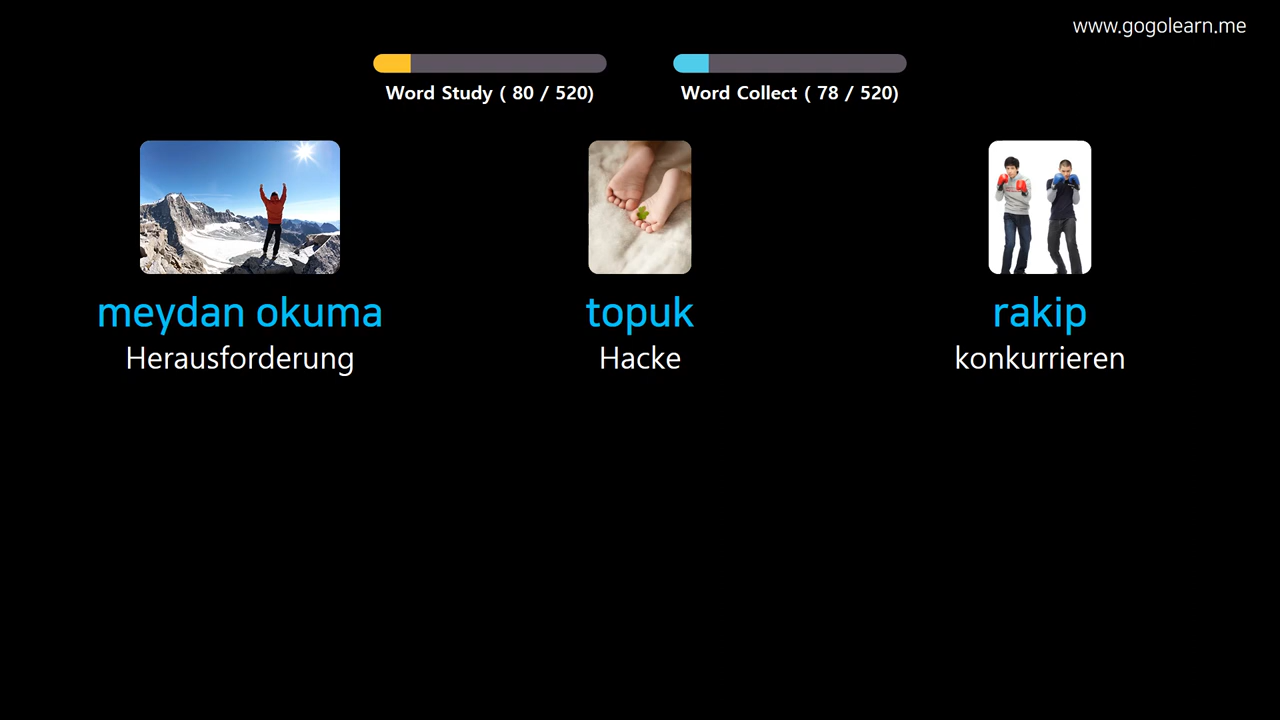 www.gogolearn.me
Word Study ( 80 / 520)
Word Collect ( 78 / 520)
meydan okuma
Herausforderung
topuk
Hacke
rakip
konkurrieren